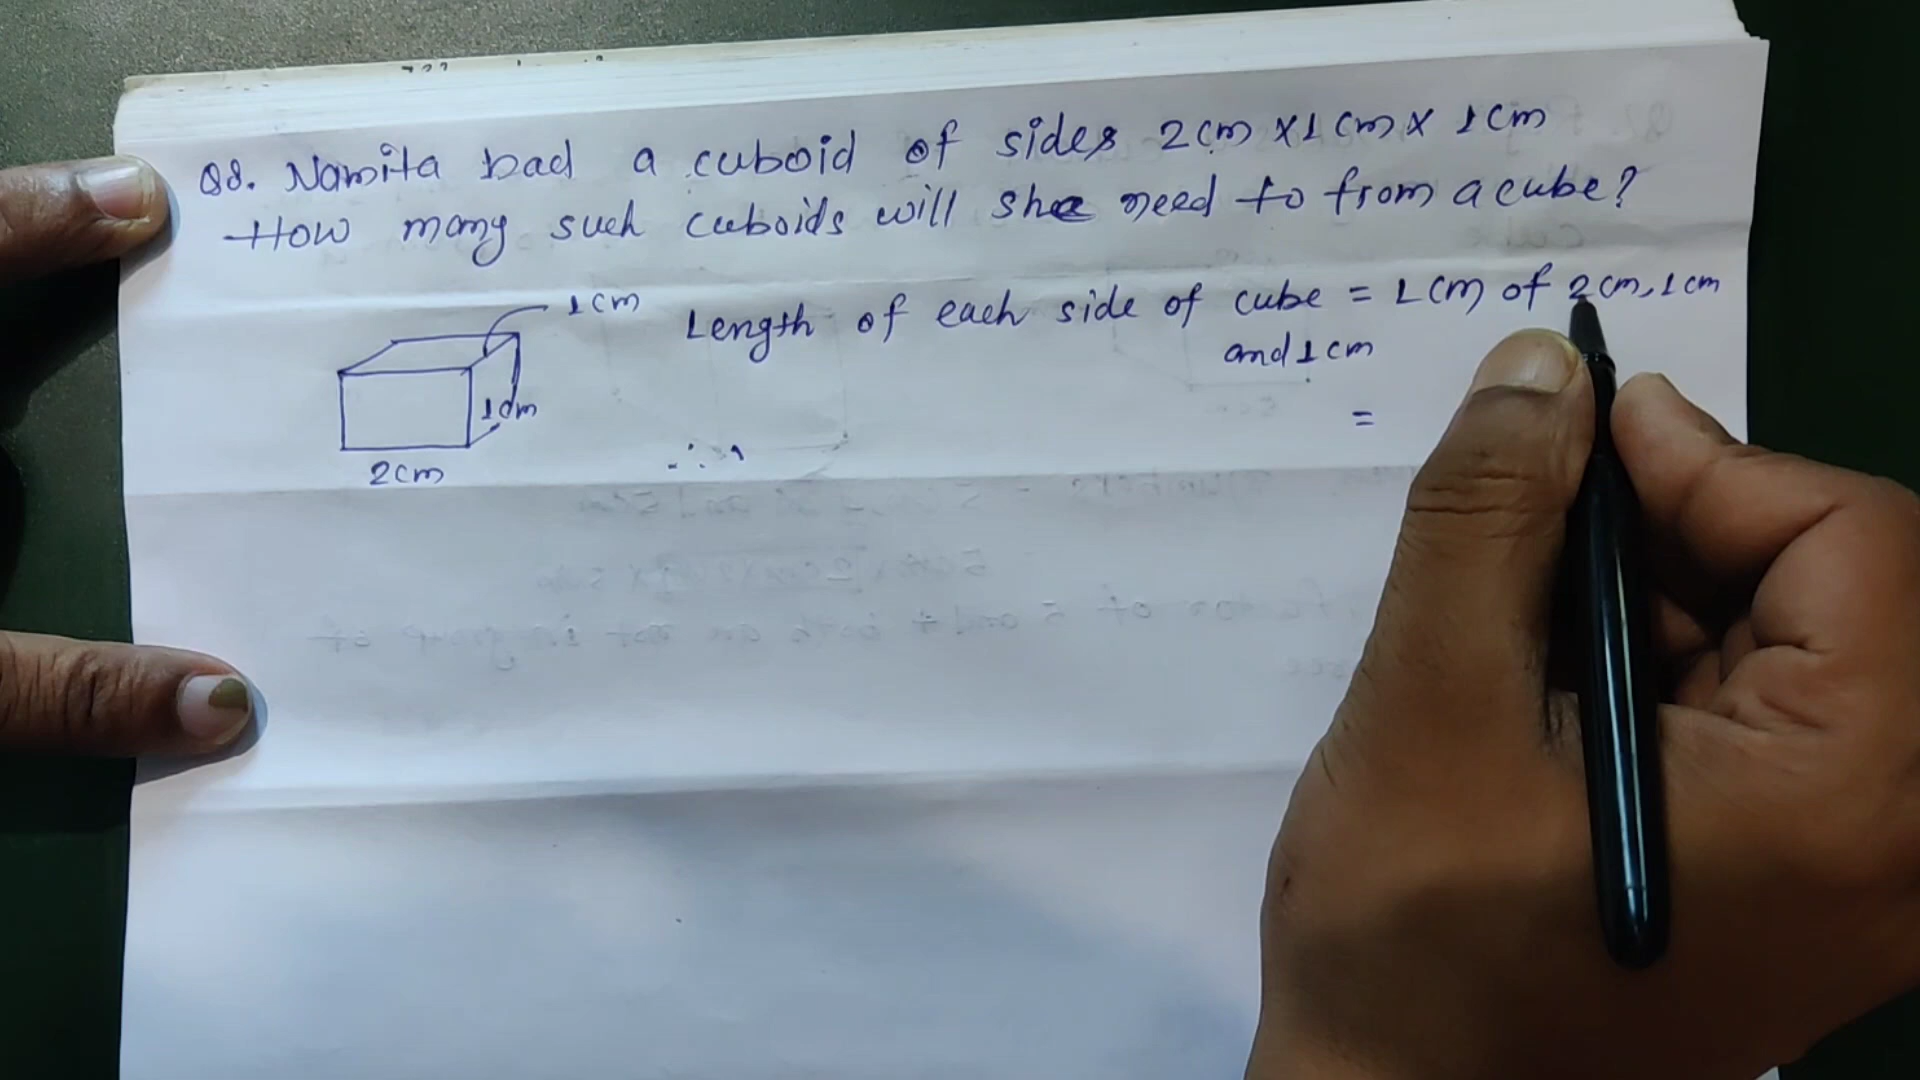 Q8. Namita had a cuboid of sides 2cm x 1cm x 1cm
How many such cuboids will she need to from a cube?
1cm
Length of each side of cube = LCM of 2cm, 1cm
and 1cm
1cm
=
∴
2cm